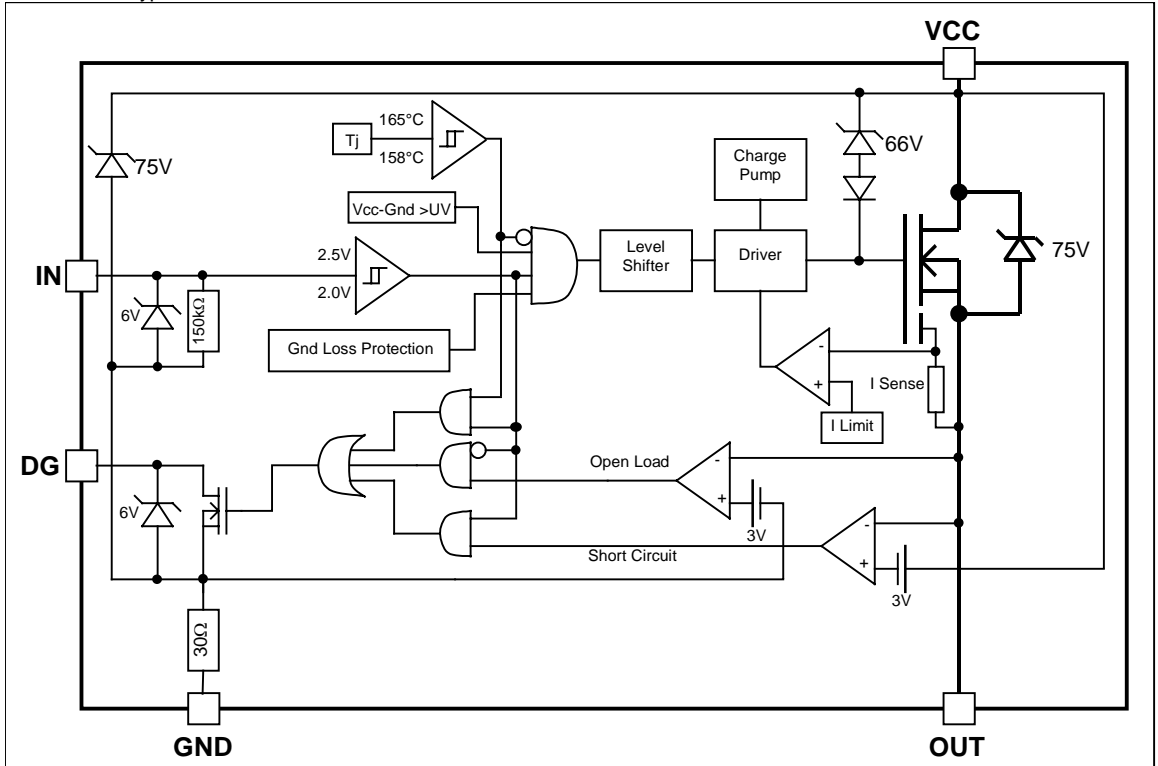 VCC
165°C
Tj
158°C
75V
66V
Charge
Pump
Vcc-Gnd >UV
Level
Shifter
Driver
75V
2.5V
IN
2.0V
6V
150kΩ
Gnd Loss Protection
-
+
I Sense
I Limit
DG
Open Load
-
+
6V
3V
-
Short Circuit
+
3V
30Ω
GND
OUT